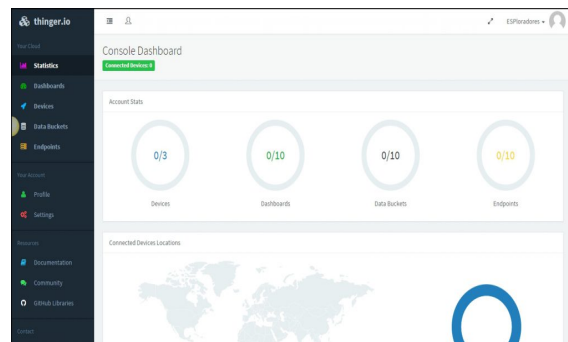 thinger.io
ESPloradores
Your Cloud
Statistics
Dashboards
Devices
Data Buckets
Endpoints
Your Account
Profile
Settings
Resources
Documentation
Community
GitHub Libraries
Contact
Console Dashboard
Connected Devices: 0
Account Stats
0/3
0/10
0/10
0/10
Devices
Dashboards
Data Buckets
Endpoints
Connected Devices Locations